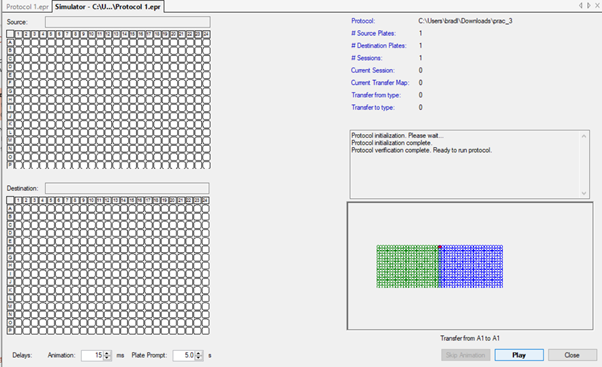 Protocol 1.epr
Simulator - C:\U...\Protocol 1.epr
Source:
1 2 3 4 5 6 7 8 9 10 11 12 13 14 15 16 17 18 19 20 21 22 23 24
A
B
C
D
E
F
G
H
I
J
K
L
M
N
O
P
Destination:
1 2 3 4 5 6 7 8 9 10 11 12 13 14 15 16 17 18 19 20 21 22 23 24
A
B
C
D
E
F
G
H
I
J
K
L
M
N
O
P
Delays: Animation: 15 ms Plate Prompt: 5.0 s
Protocol: C:\Users\bradl\Downloads\prac_3
# Source Plates: 1
# Destination Plates: 1
# Sessions: 1
Current Session: 0
Current Transfer Map: 0
Transfer from type: 0
Transfer to type: 0
Protocol initialization. Please wait...
Protocol initialization complete.
Protocol verification complete. Ready to run protocol.
Transfer from A1 to A1
Skip Animation Play Close